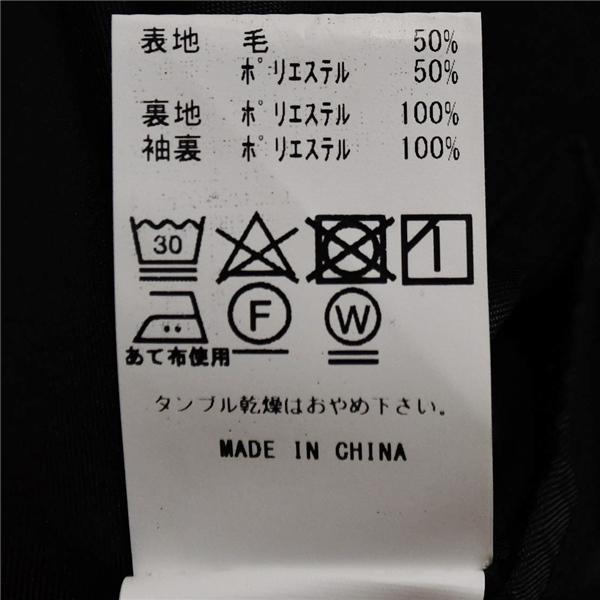 表地 毛 50%
ポリエステル 50%
裏地 ポリエステル 100%
袖裏 ポリエステル 100%
30
F W
あて布使用
タンブル乾燥はおやめ下さい。
MADE IN CHINA